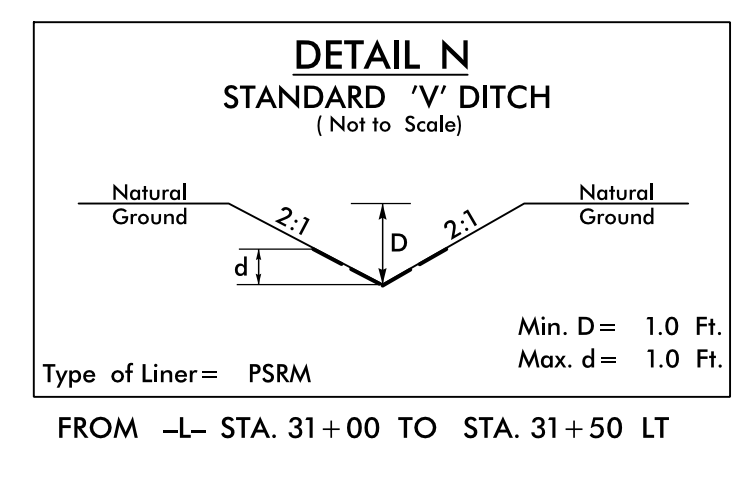 DETAIL N
STANDARD 'V' DITCH
( Not to Scale)
Natural
Ground
2:1
D
d
2:1
Natural
Ground
Min. D = 1.0 Ft.
Max. d = 1.0 Ft.
Type of Liner = PSRM
FROM -L- STA. 31+00 TO STA. 31+50 LT